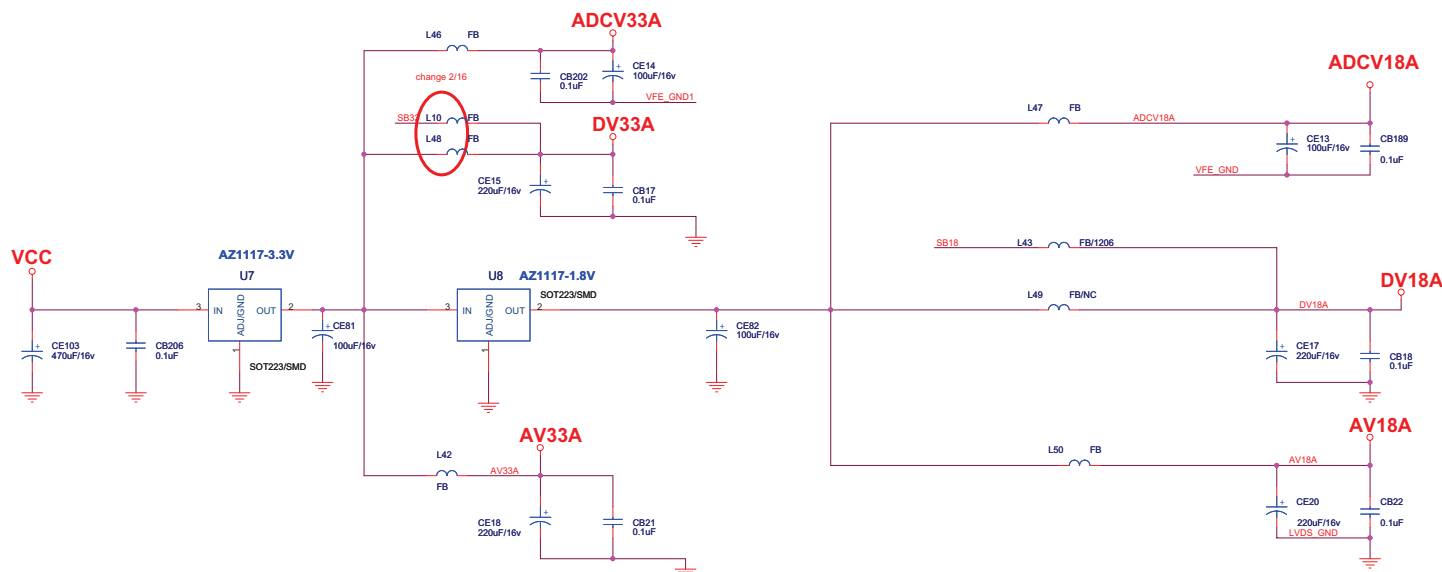 ADCV33A
L46 FB
CB202
0.1uF
CE14
100uF/16v
+
VFE_GND1
change 2/16
SB33 L10 FB
L48 FB
DV33A
CE15
220uF/16v
+
CB17
0.1uF
VCC
AZ1117-3.3V
U7
3 IN OUT 2
ADJ/GND
1
SOT223/SMD
CE103
470uF/16v
+
CB206
0.1uF
CE81
100uF/16v
+
U8 AZ1117-1.8V
SOT223/SMD
3 IN OUT 2
ADJ/GND
1
CE82
100uF/16v
+
AV33A
L42
FB
AV33A
CE18
220uF/16v
+
CB21
0.1uF
ADCV18A
L47 FB
ADCV18A
CE13
100uF/16v
+
CB189
0.1uF
VFE_GND
SB18 L43 FB/1206
DV18A
L49 FB/NC
DV18A
CE17
220uF/16v
+
CB18
0.1uF
AV18A
L50 FB
AV18A
CE20
220uF/16v
+
CB22
0.1uF
LVDS_GND